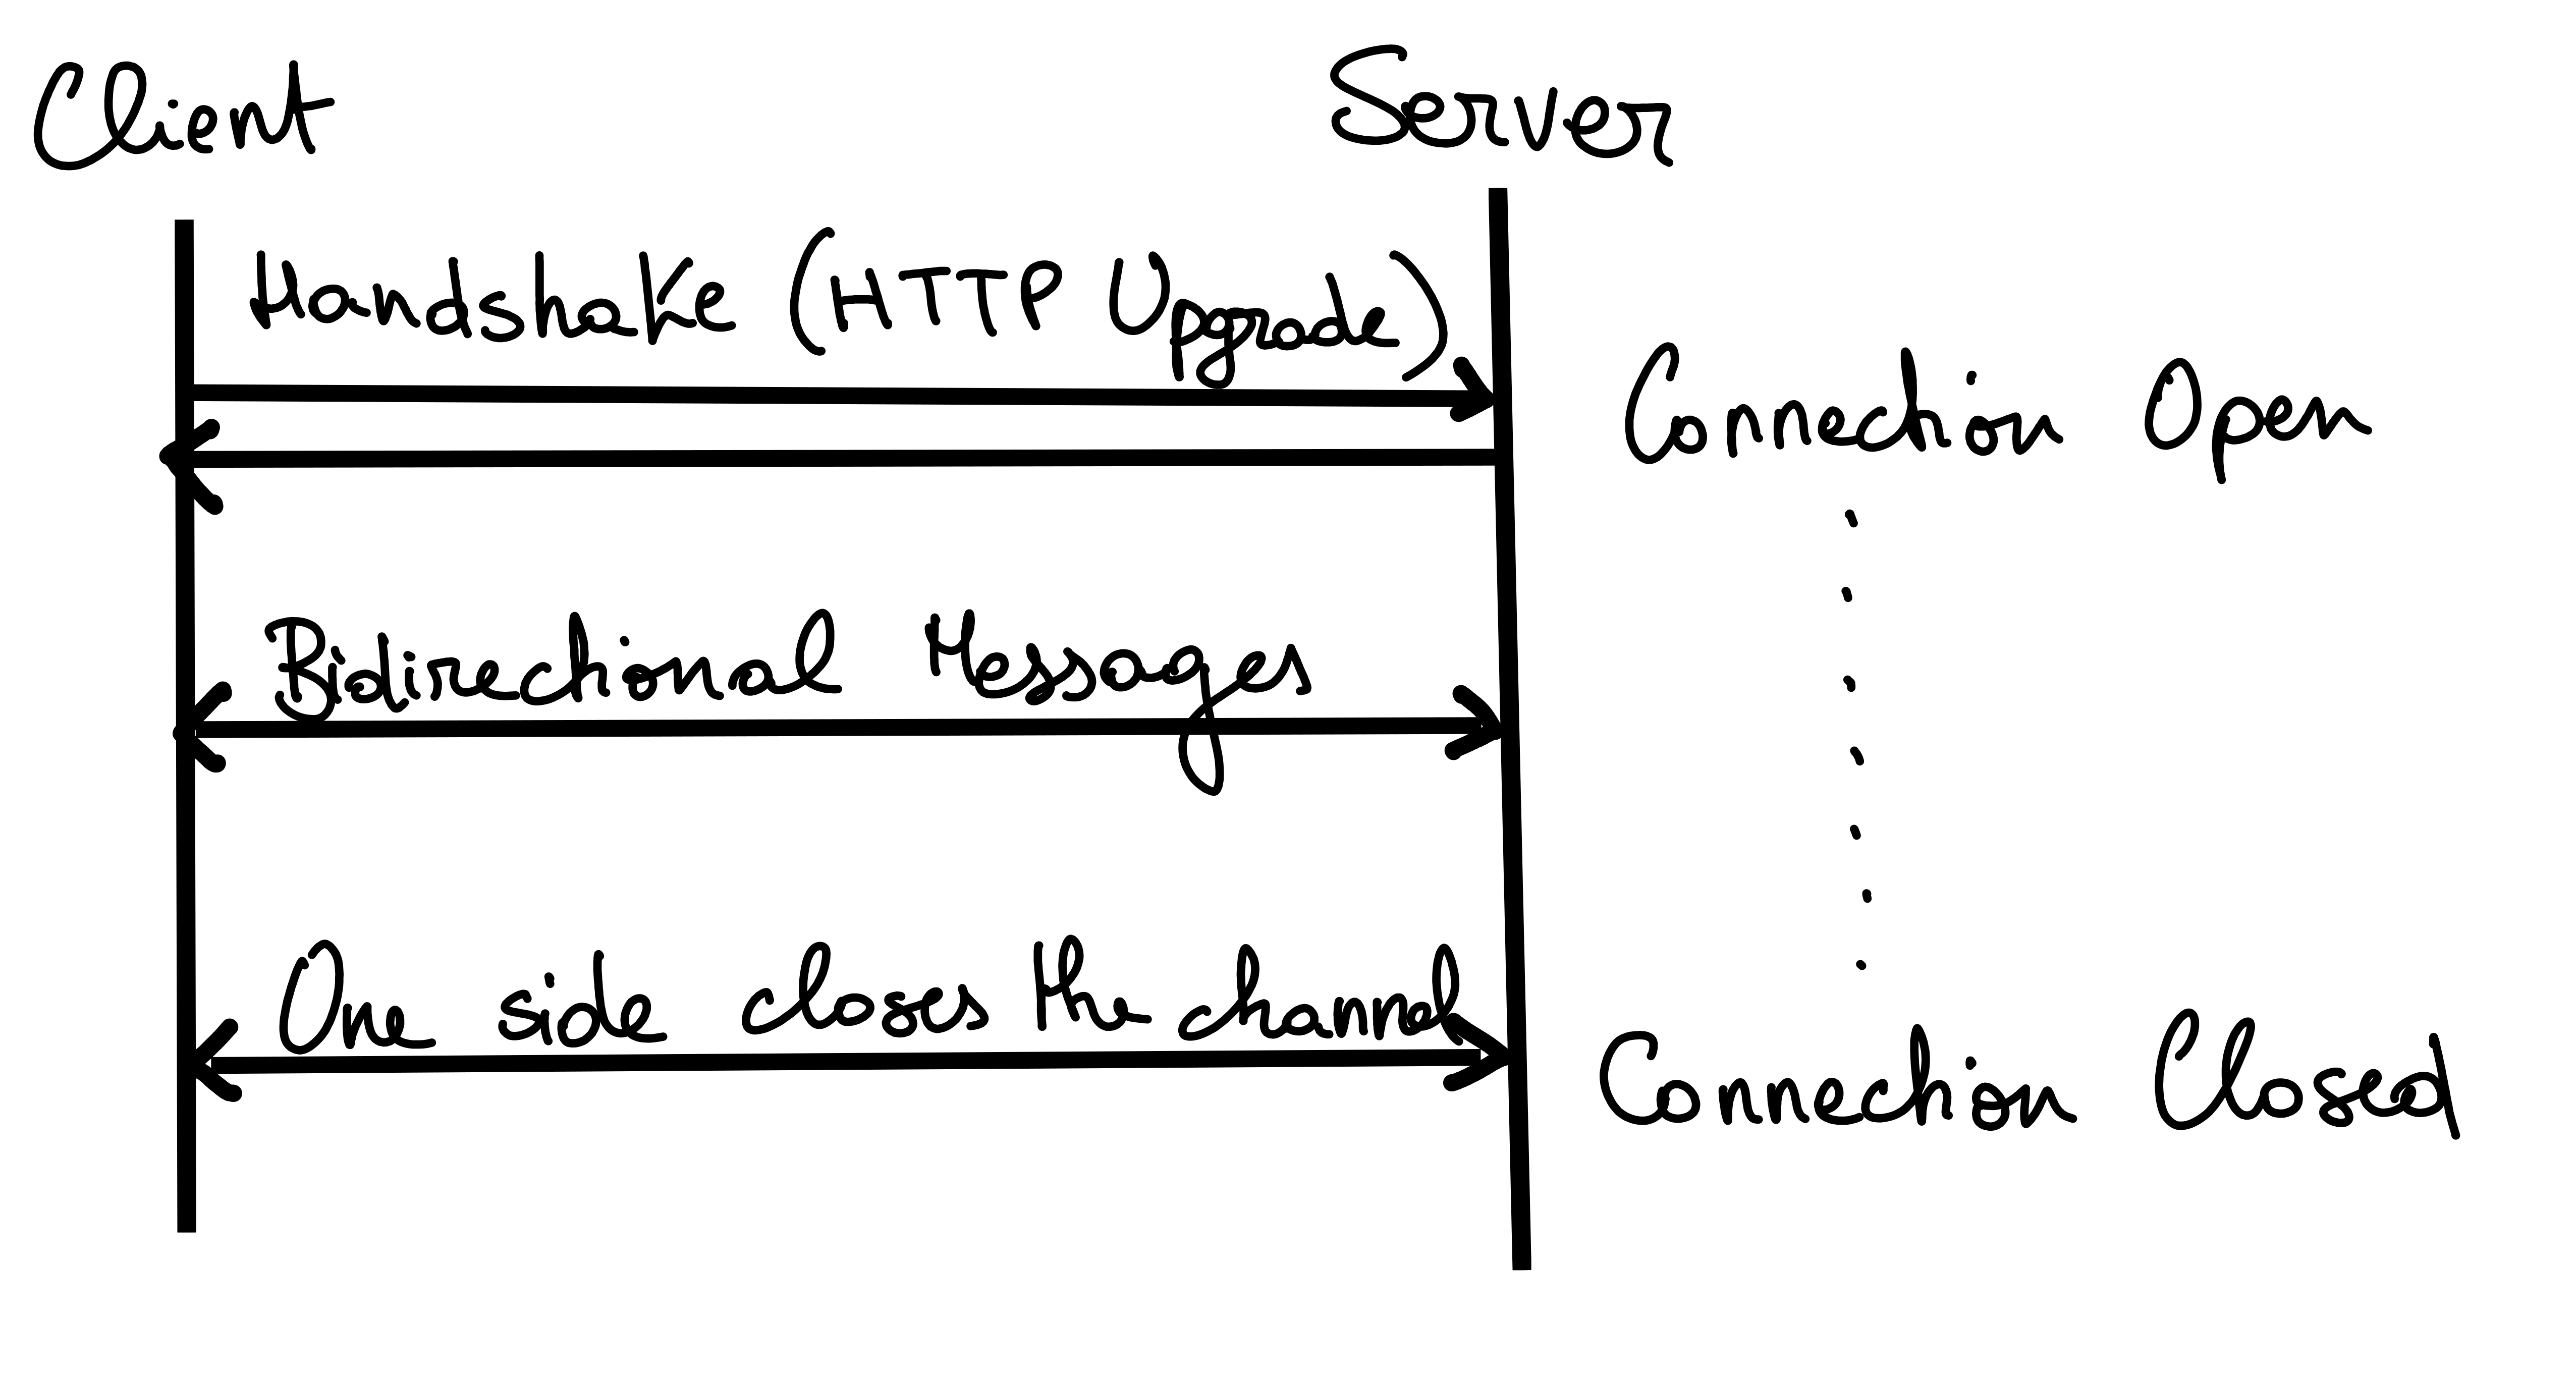 Client
Server
Handshake (HTTP Upgrade)
Connection Open
Bidirectional Messages
One side closes the channel
Connection Closed